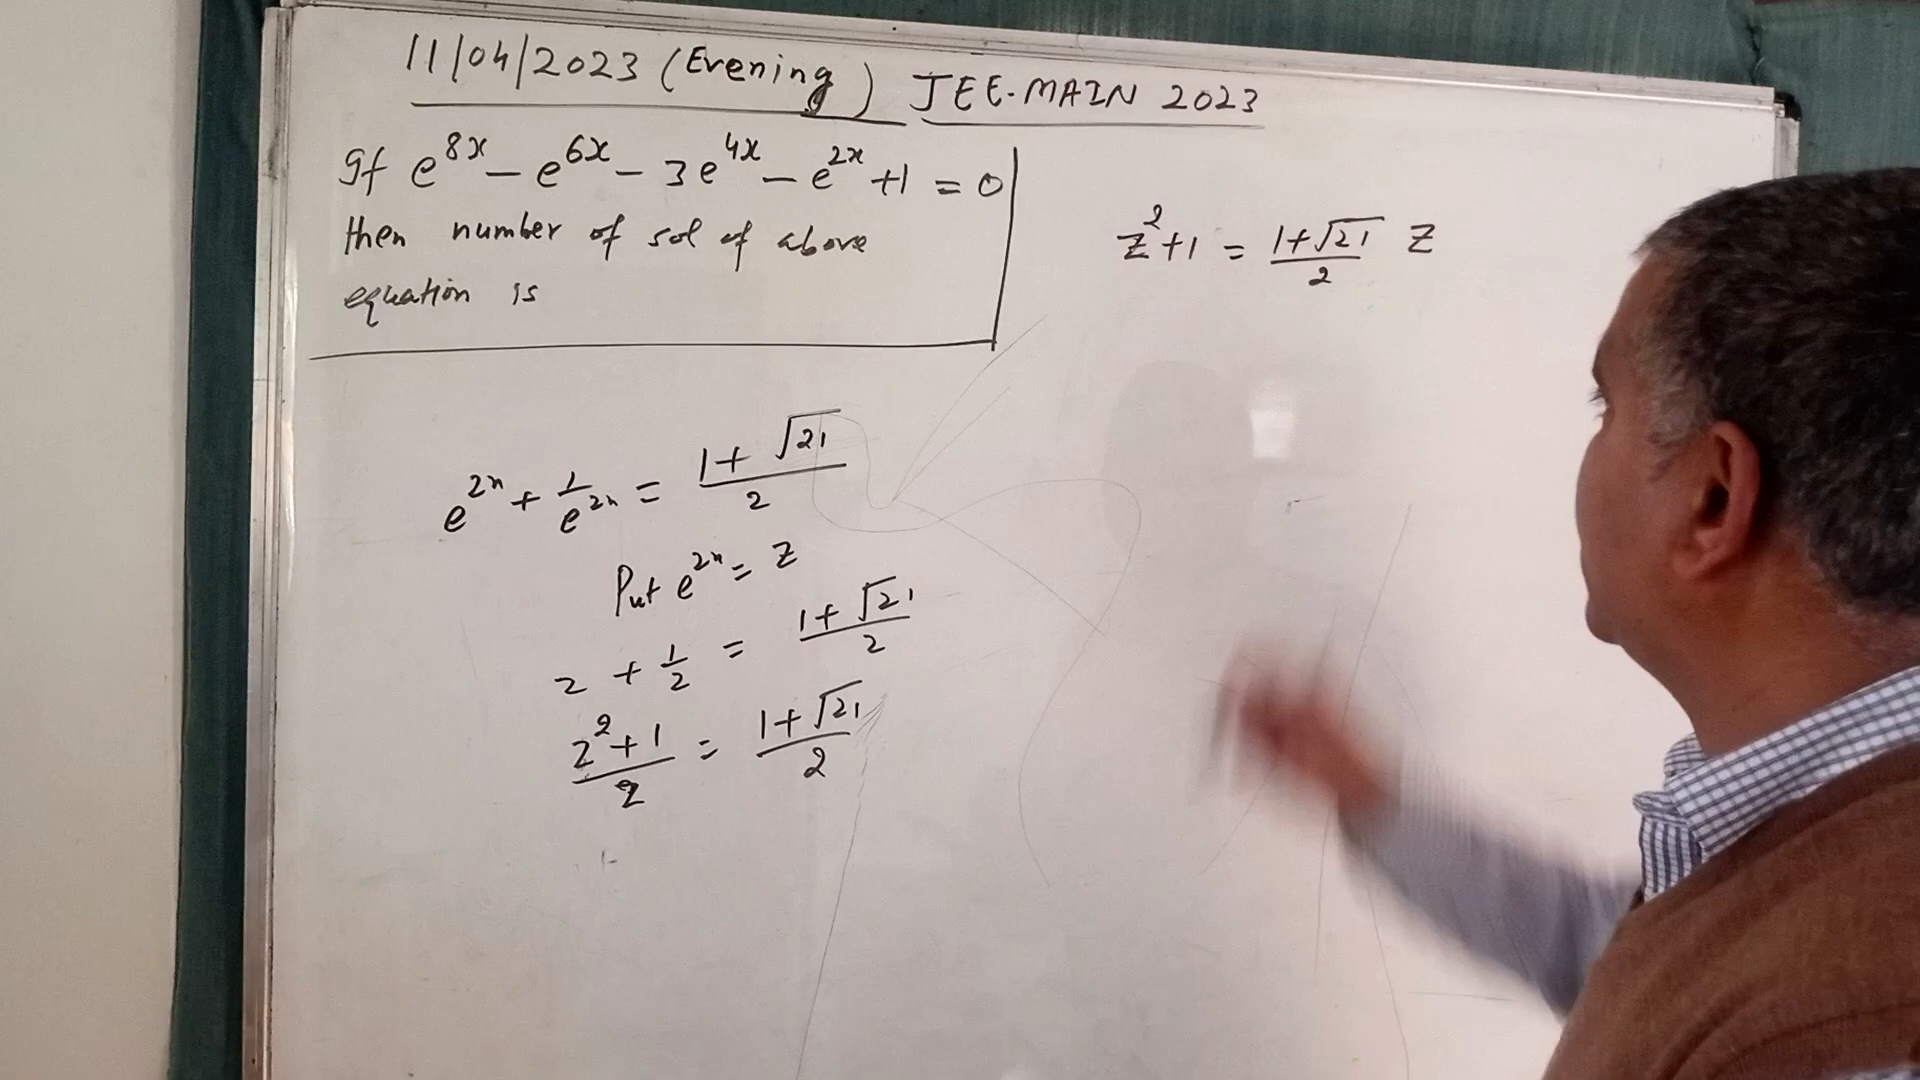 11/04/2023 (Evening) JEE-MAIN 2023
If e^{8x} - e^{6x} - 3e^{4x} - e^{2x} + 1 = 0
then number of sol of above
equation is
e^{2x} + 1/e^{2x} = (1 + √21)/2
Put e^{2x} = z
z + 1/z = (1 + √21)/2
(z^2 + 1)/z = (1 + √21)/2
z^2 + 1 = (1 + √21)/2 z